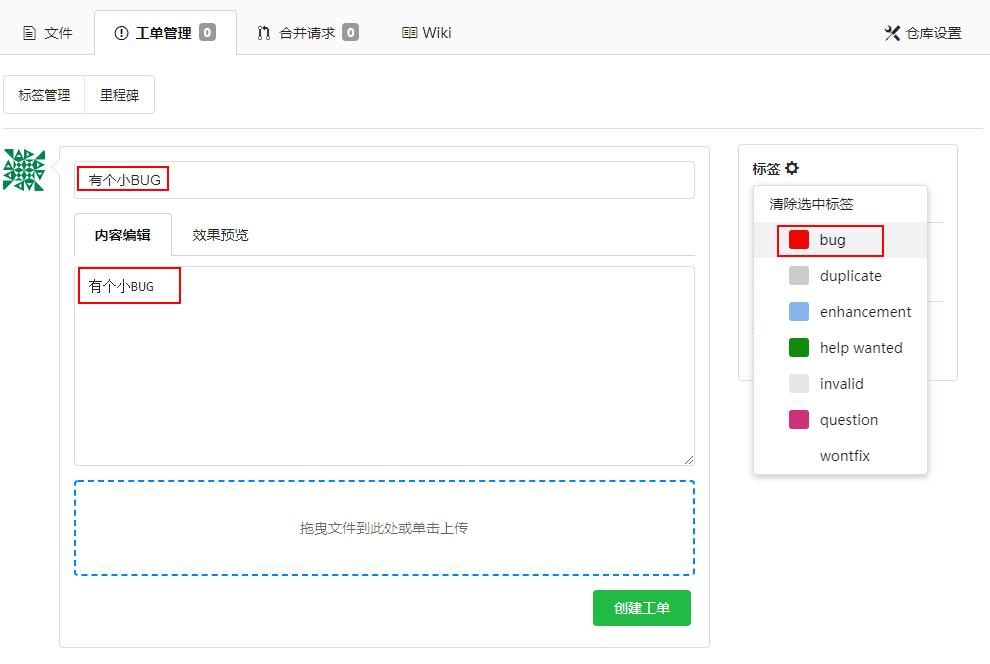 文件 工单管理 0 合并请求 0 Wiki 仓库设置
标签管理 里程碑
有个小BUG
内容编辑 效果预览
有个小BUG
拖曳文件到此处或单击上传
创建工单
标签
清除选中标签
bug
duplicate
enhancement
help wanted
invalid
question
wontfix